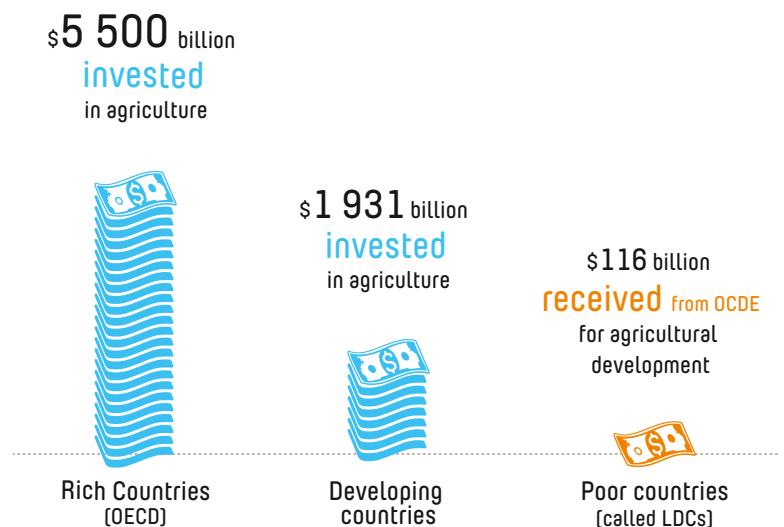 $5 500 billion
invested
in agriculture
$1 931 billion
invested
in agriculture
$116 billion
received from OCDE
for agricultural
development
Rich Countries
(OECD)
Developing
countries
Poor countries
(called LDCs)